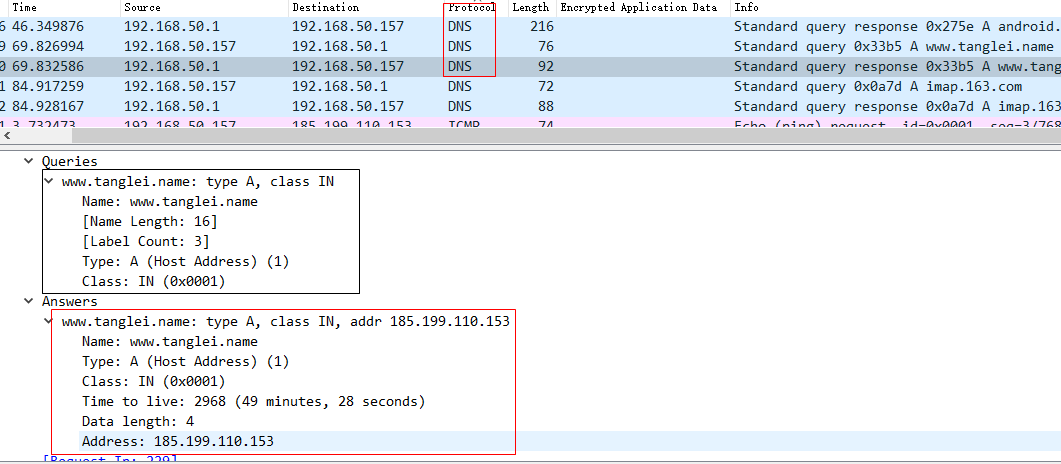 Time Source Destination Protocol Length Encrypted Application Data Info
6 46.349876 192.168.50.1 192.168.50.157 DNS 216 Standard query response 0x275e A android.
9 69.826994 192.168.50.157 192.168.50.1 DNS 76 Standard query 0x33b5 A www.tanglei.name
0 69.832586 192.168.50.1 192.168.50.157 DNS 92 Standard query response 0x33b5 A www.tang
1 84.917259 192.168.50.157 192.168.50.1 DNS 72 Standard query 0x0a7d A imap.163.com
2 84.928167 192.168.50.1 192.168.50.157 DNS 88 Standard query response 0x0a7d A imap.163
1 3.732473 192.168.50.157 185.199.110.153 ICMP 74 Echo (ping) request id=0x0001, seq=3/768
Queries
www.tanglei.name: type A, class IN
Name: www.tanglei.name
[Name Length: 16]
[Label Count: 3]
Type: A (Host Address) (1)
Class: IN (0x0001)
Answers
www.tanglei.name: type A, class IN, addr 185.199.110.153
Name: www.tanglei.name
Type: A (Host Address) (1)
Class: IN (0x0001)
Time to live: 2968 (49 minutes, 28 seconds)
Data length: 4
Address: 185.199.110.153
[Request In: 229]